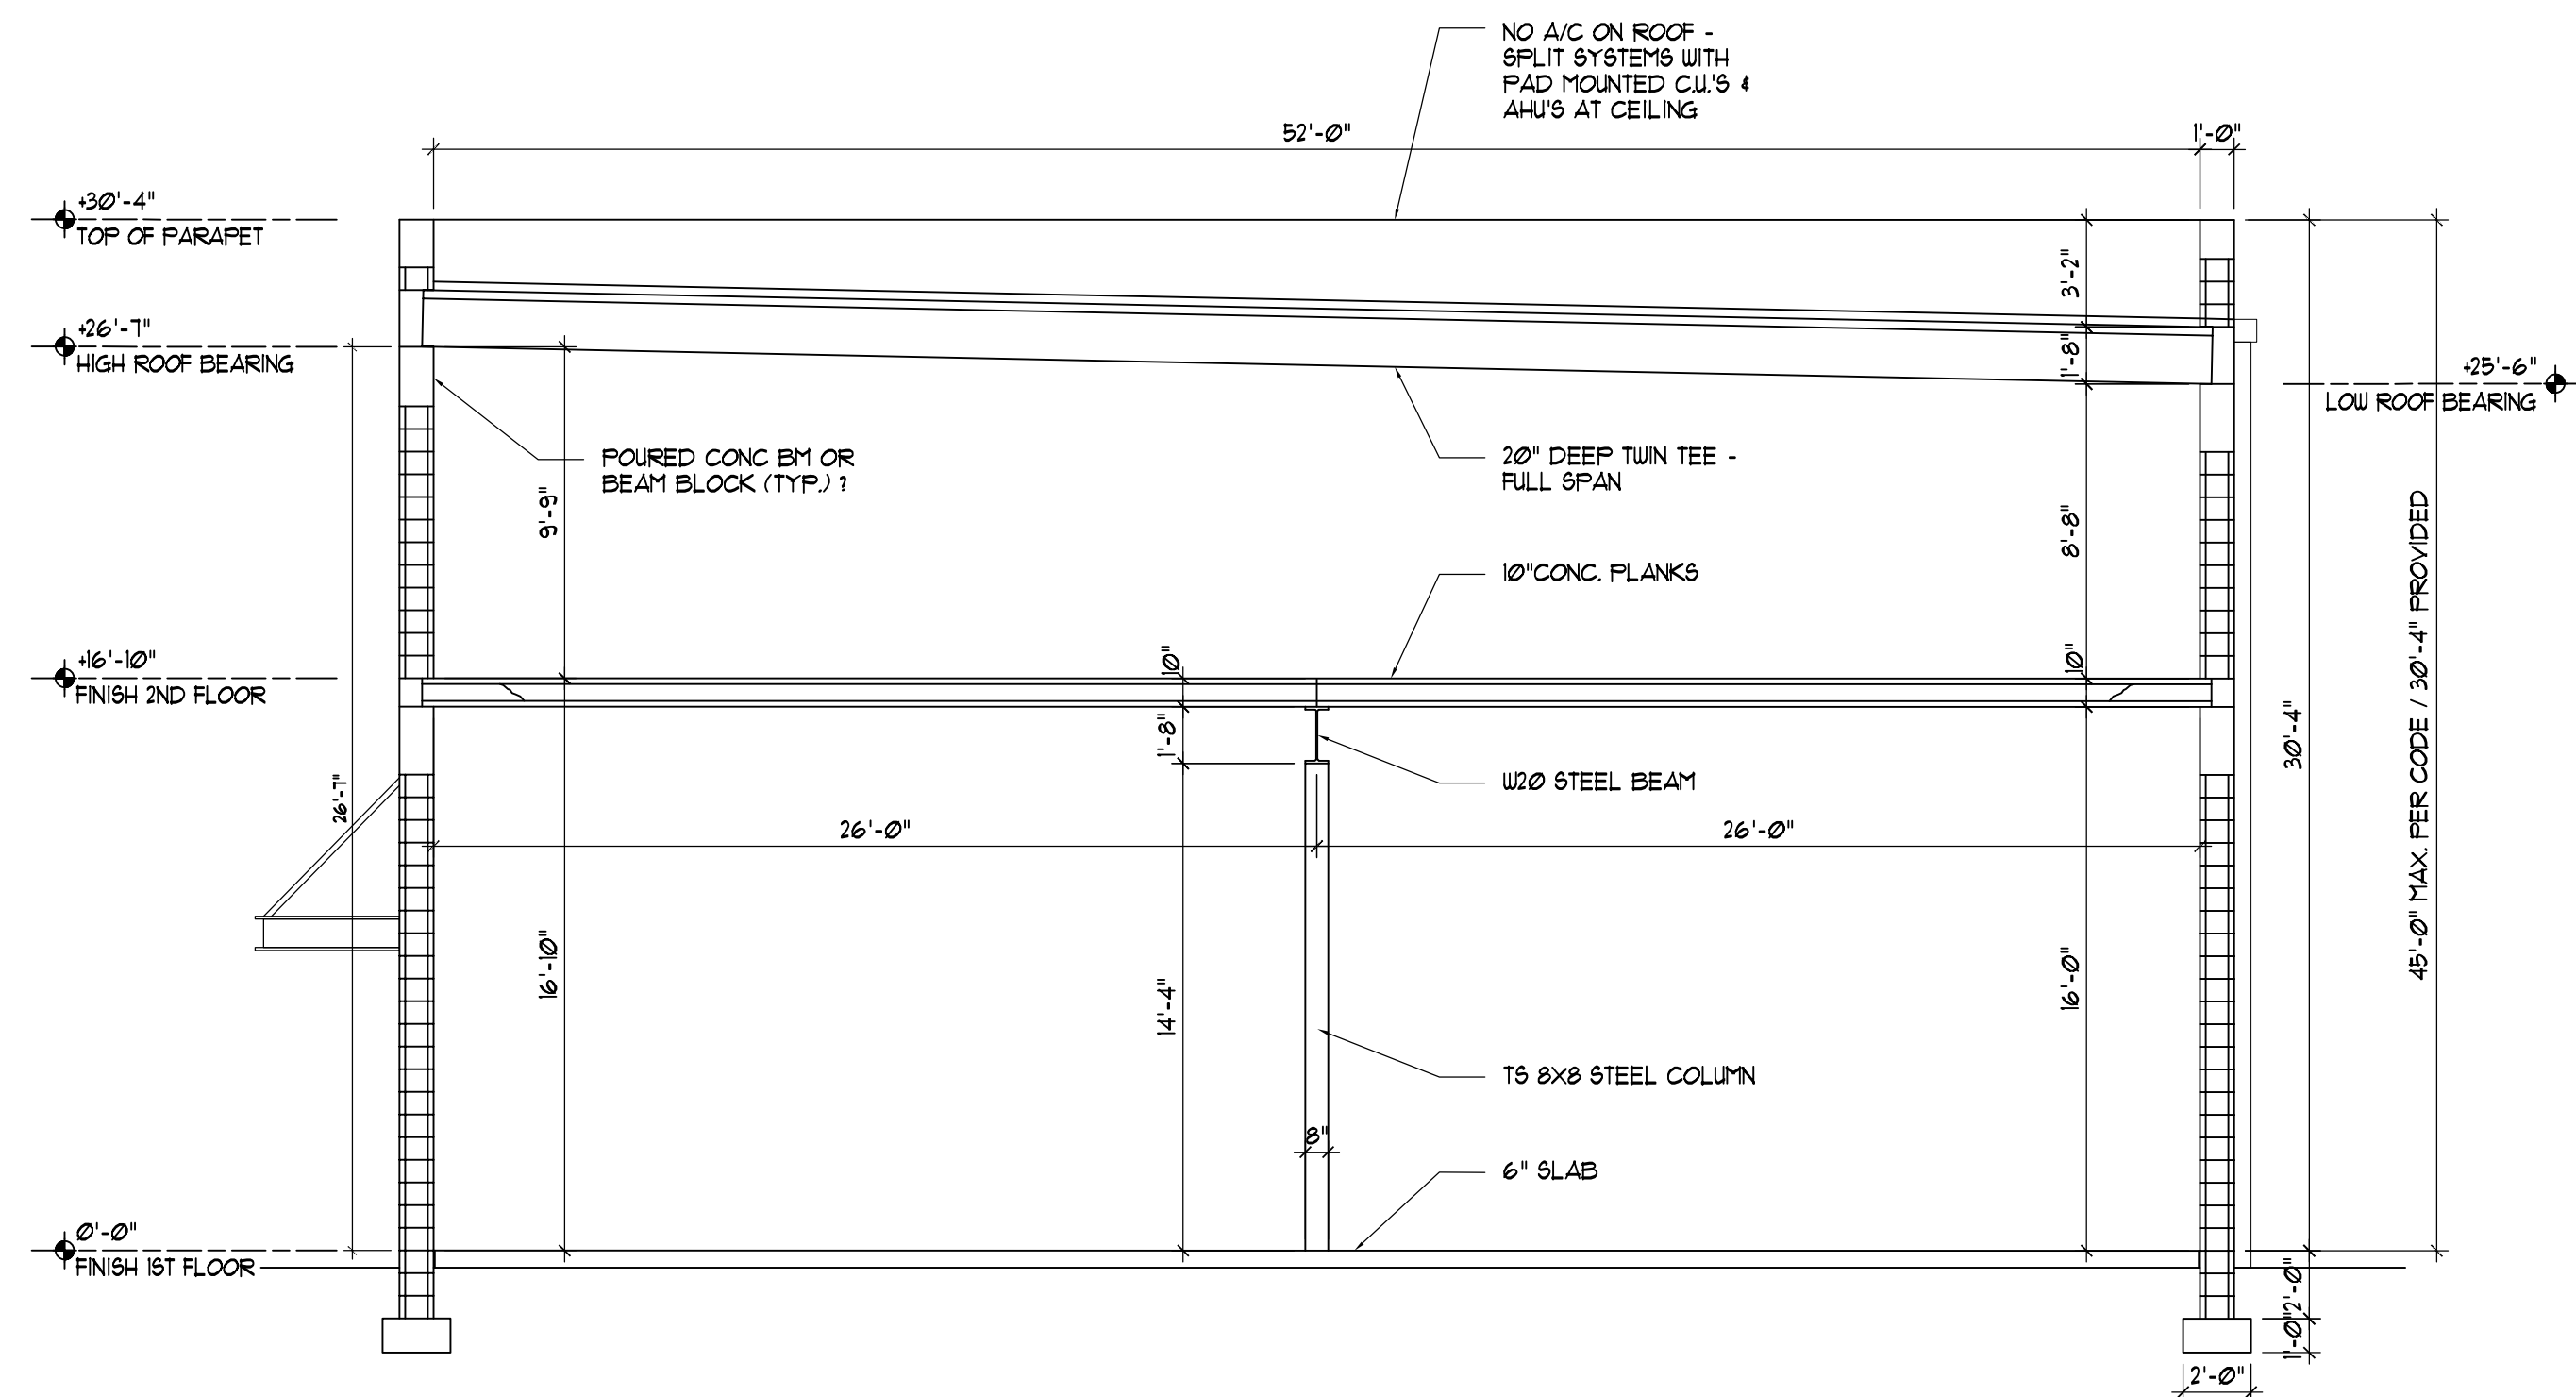 NO A/C ON ROOF -
SPLIT SYSTEMS WITH
PAD MOUNTED C.U.'S &
AHU'S AT CEILING
52'-0"
1'-0"
+30'-4"
TOP OF PARAPET
3'-2"
+26'-7"
HIGH ROOF BEARING
1'-8"
+25'-6"
LOW ROOF BEARING
POURED CONC BM OR
BEAM BLOCK (TYP.) ?
20" DEEP TWIN TEE -
FULL SPAN
9'-9"
8'-8"
10"CONC. PLANKS
45'-0" MAX. PER CODE / 30'-4" PROVIDED
+16'-10"
FINISH 2ND FLOOR
10"
10"
1'-8"
30'-4"
W20 STEEL BEAM
26'-7"
26'-0"
26'-0"
16'-10"
14'-4"
16'-0"
TS 8X8 STEEL COLUMN
8"
6" SLAB
0'-0"
FINISH 1ST FLOOR
2'-0"
1'-0"
2'-0"